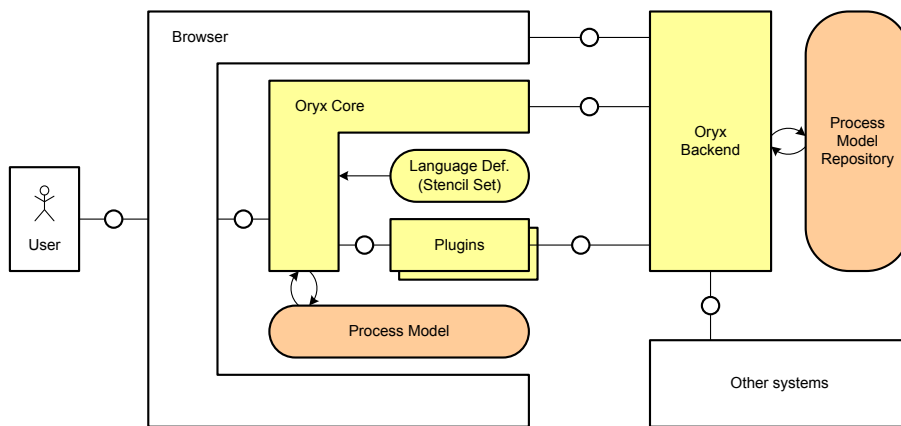 Browser
Oryx Core
Language Def.
(Stencil Set)
Plugins
Process Model
User
Oryx
Backend
Process
Model
Repository
Other systems